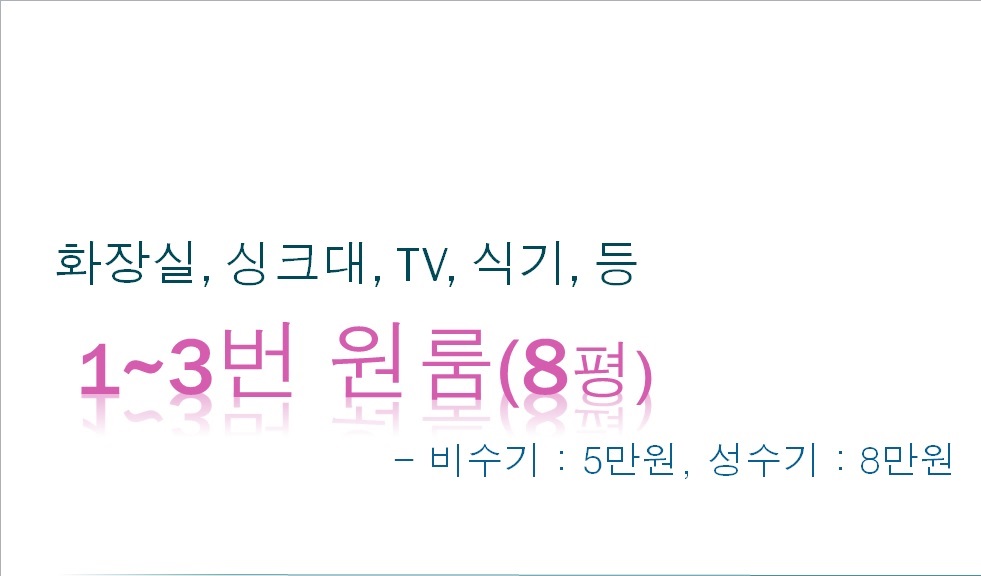 화장실, 싱크대, TV, 식기, 등
1~3번 원룸(8평)
- 비수기 : 5만원, 성수기 : 8만원